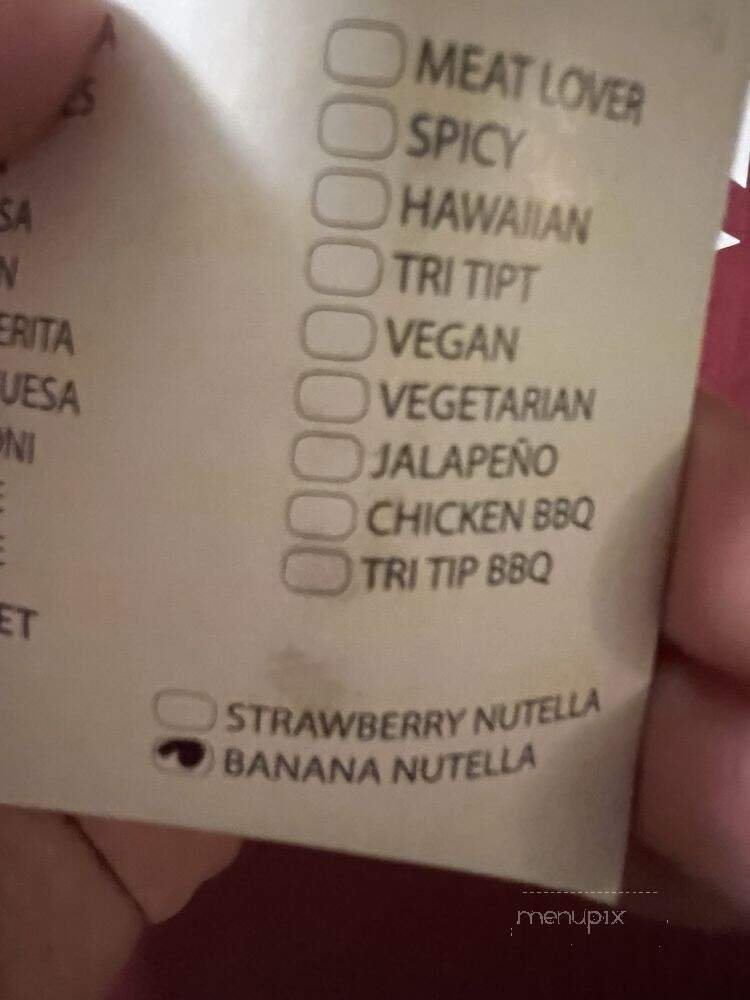 MEAT LOVER
SPICY
HAWAIIAN
TRI TIPT
VEGAN
VEGETARIAN
JALAPEÑO
CHICKEN BBQ
TRI TIP BBQ
STRAWBERRY NUTELLA
BANANA NUTELLA
menupix